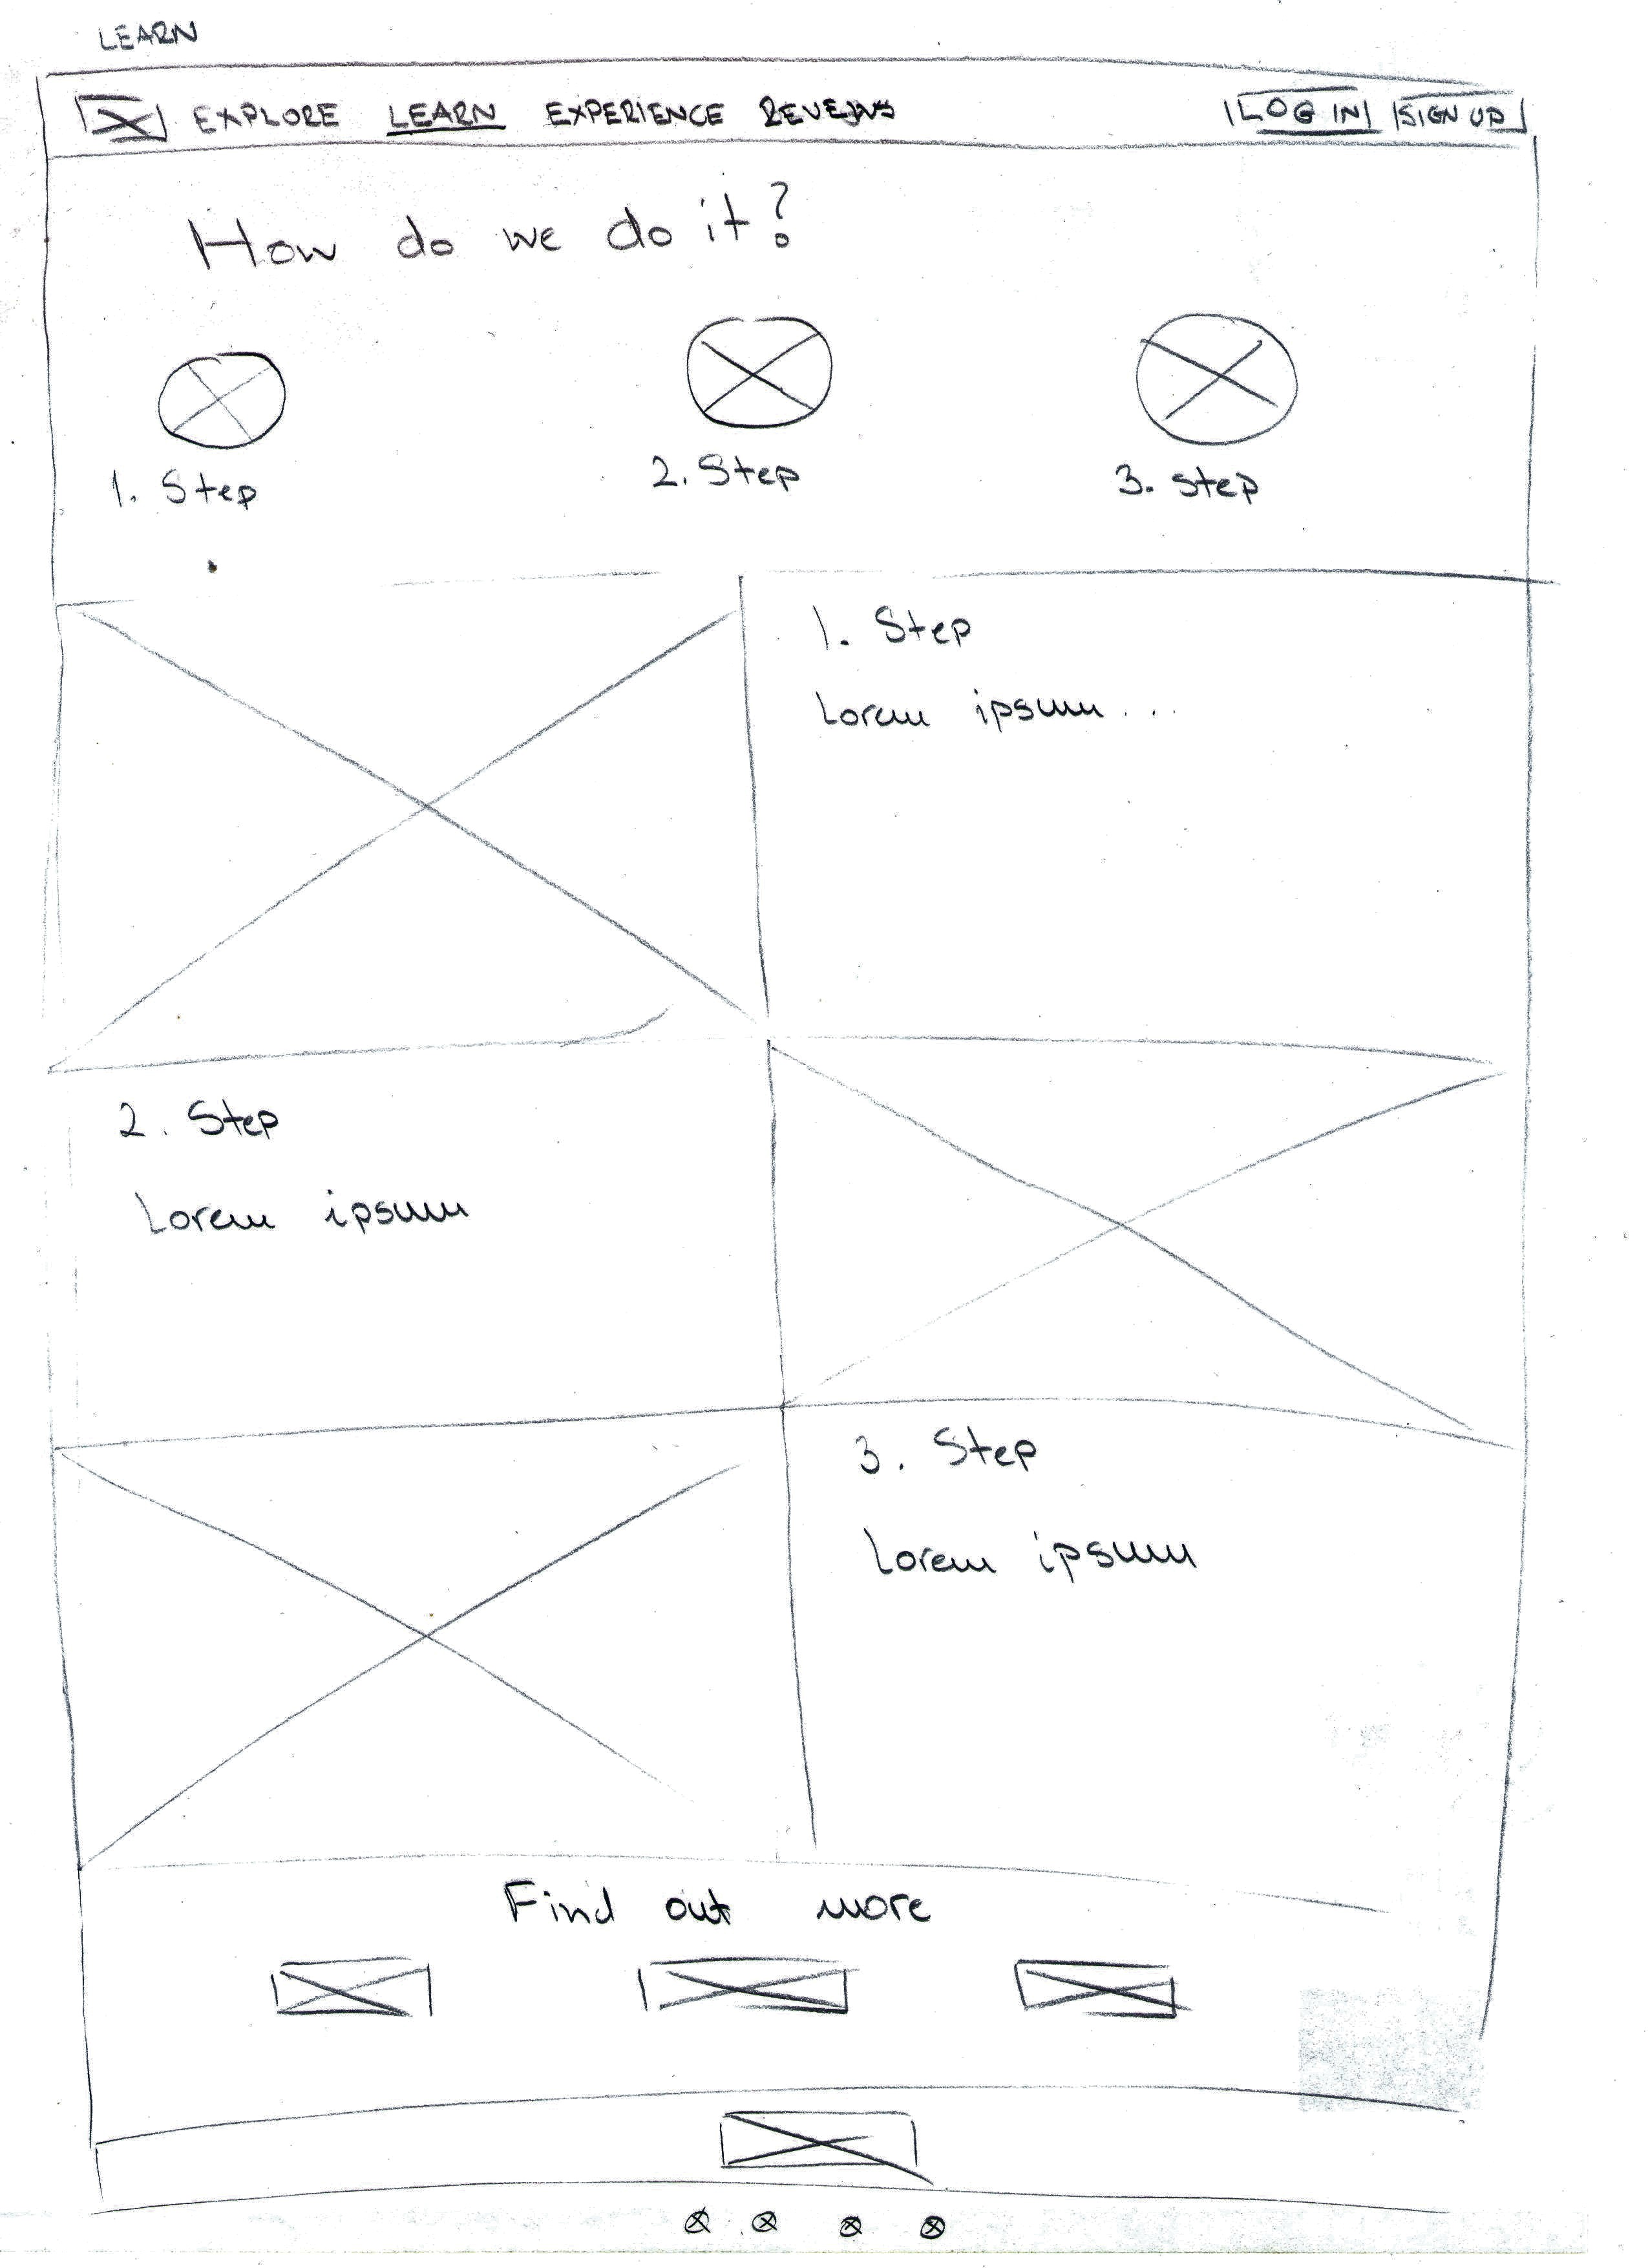 LEARN
EXPLORE LEARN EXPERIENCE REVEJWS LOG IN SIGN UP
How do we do it?
1. Step 2. Step 3. step
1. Step
Lorem ipsum...
2. Step
Lorem ipsum
3. Step
Lorem ipsum
Find out more